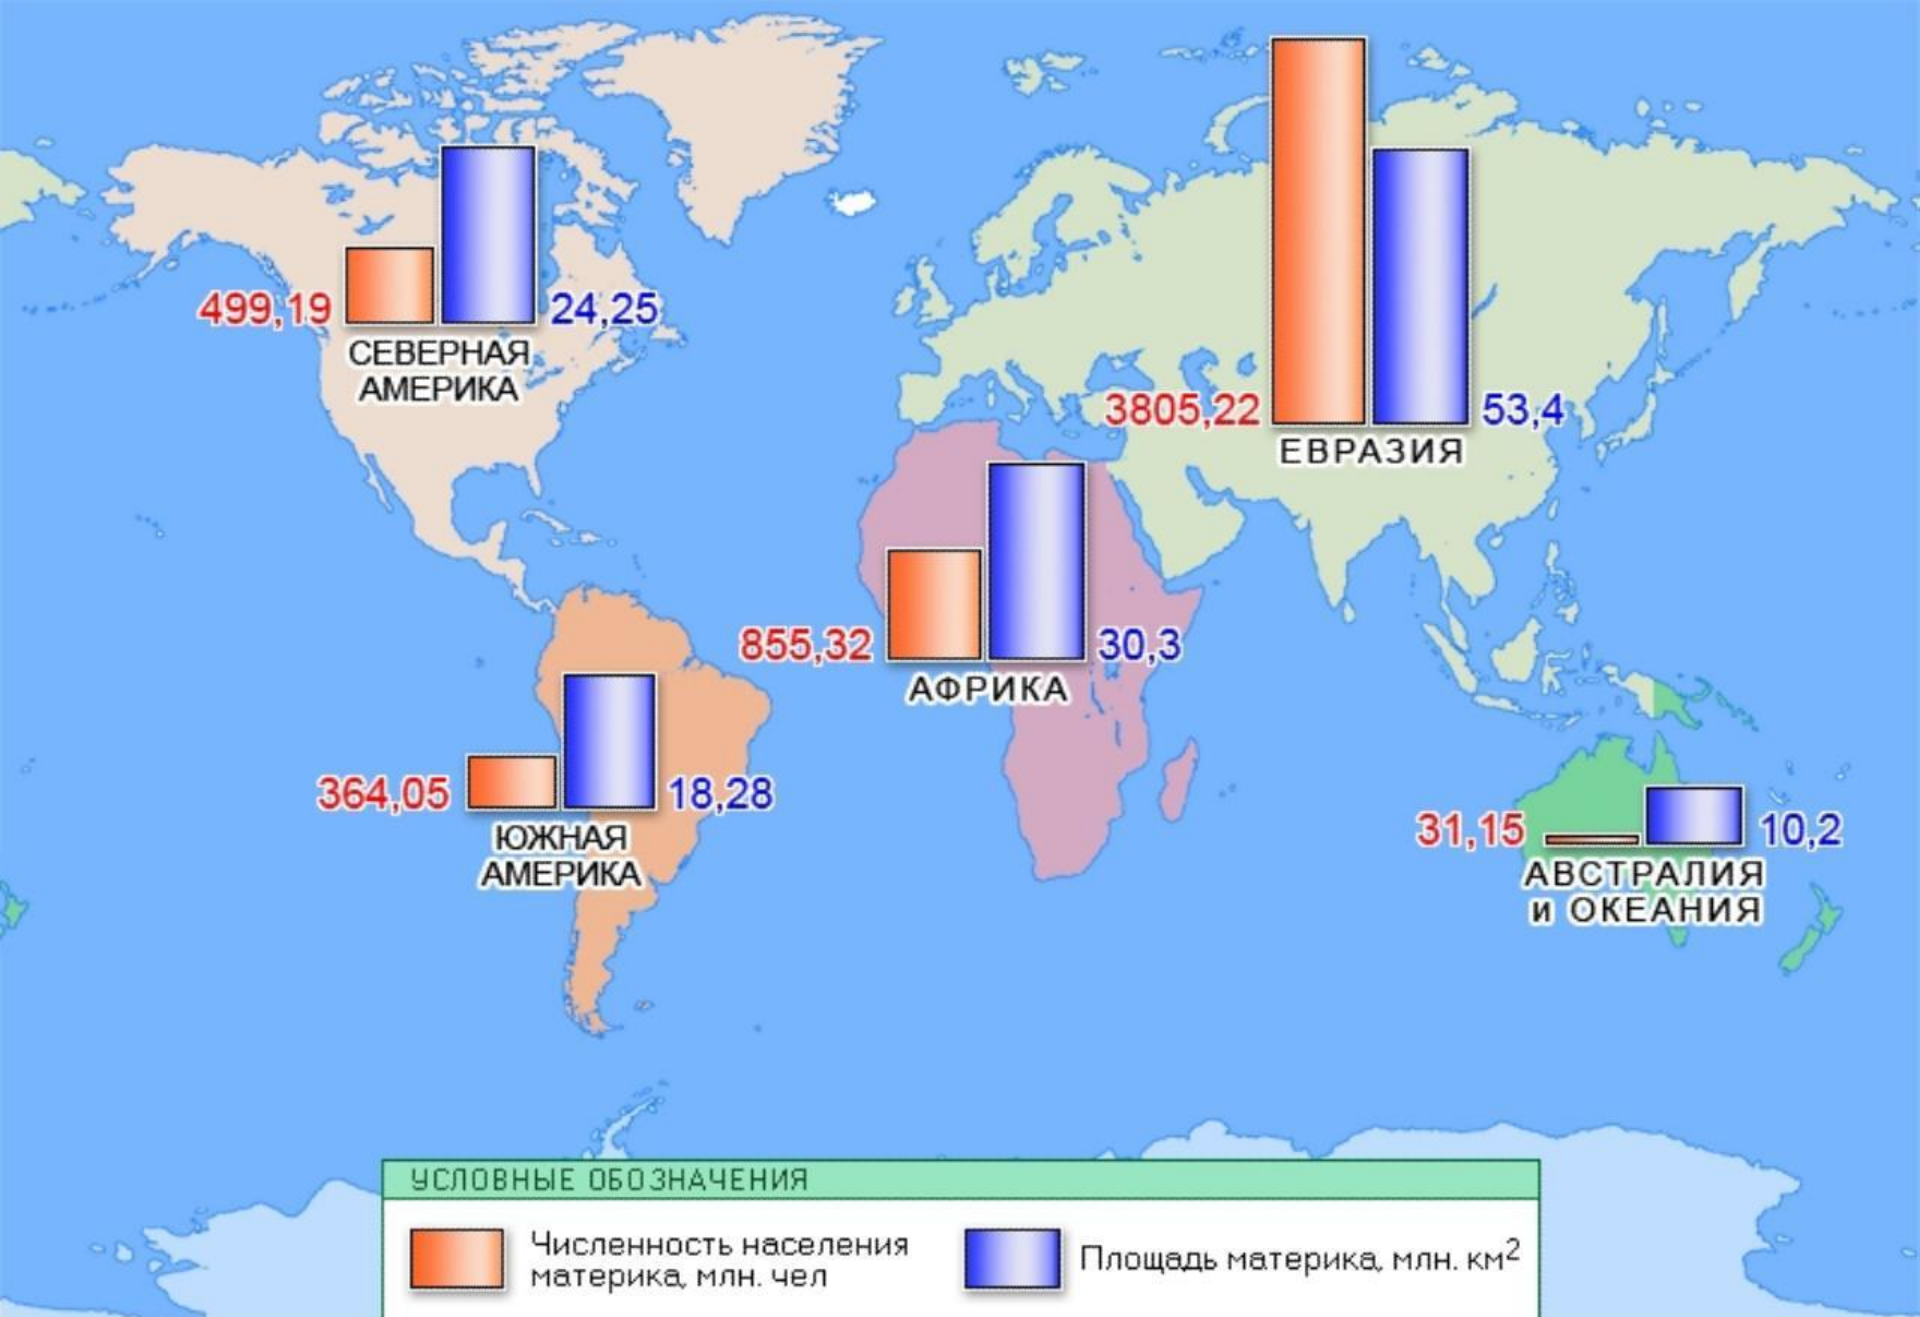 499,19
24,25
СЕВЕРНАЯ
АМЕРИКА
3805,22
53,4
ЕВРАЗИЯ
855,32
30,3
АФРИКА
364,05
18,28
ЮЖНАЯ
АМЕРИКА
31,15
10,2
АВСТРАЛИЯ
и ОКЕАНИЯ
УСЛОВНЫЕ ОБОЗНАЧЕНИЯ
Численность населения
материка, млн. чел
Площадь материка, млн. км²